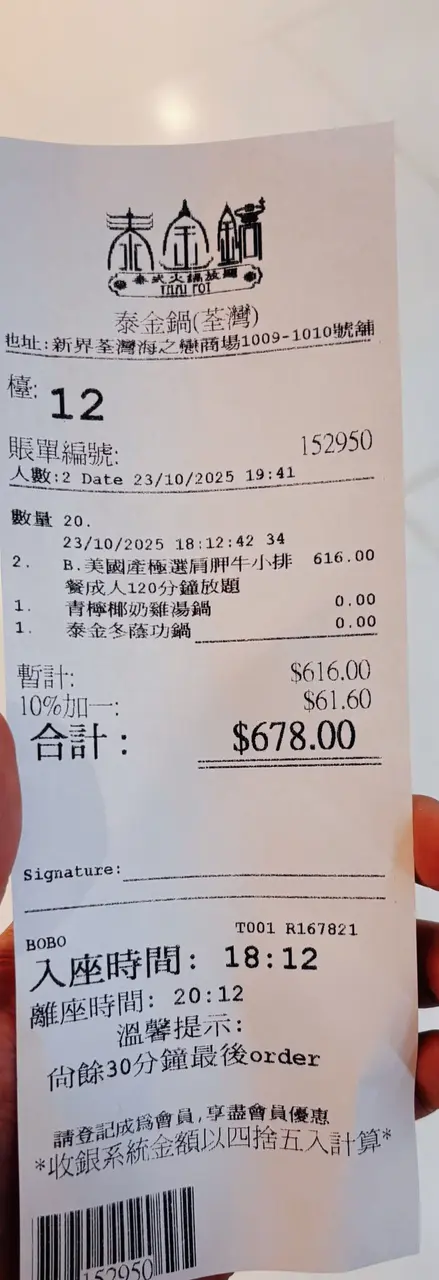 泰金鍋
泰式火鍋放題
THAI POT
泰金鍋(荃灣)
地址:新界荃灣海之戀商場1009-1010號舖
檯: 12
賬單編號: 152950
人數:2 Date 23/10/2025 19:41
數量 20.
23/10/2025 18:12:42 34
2. B.美國產極選肩胛牛小排 616.00
餐成人120分鐘放題
1. 青檸椰奶雞湯鍋 0.00
1. 泰金冬蔭功鍋 0.00
暫計: $616.00
10%加一: $61.60
合計: $678.00
Signature:
BOBO T001 R167821
入座時間: 18:12
離座時間: 20:12
溫馨提示:
尙餘30分鐘最後order
請登記成爲會員,享盡會員優惠
*收銀系統金額以四捨五入計算*
152950